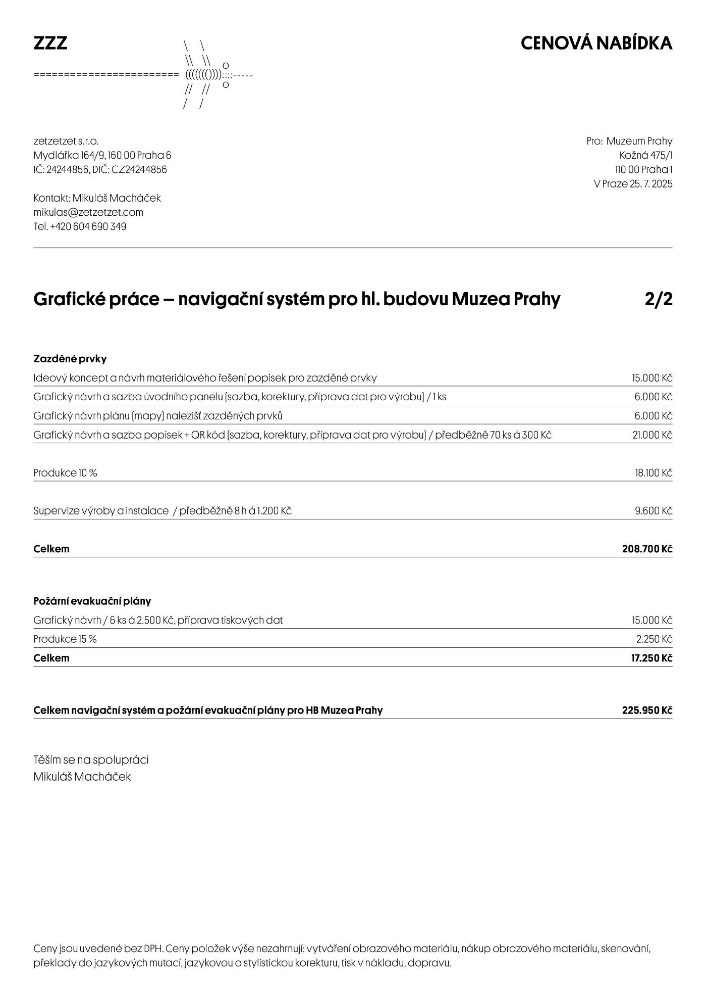 ZZZ
CENOVÁ NABÍDKA
\ \
\\ \\
O
======================== ((((((()))))::::-----
// // O
/ /
zetzetzet s.r.o.
Mydlářka 164/9, 160 00 Praha 6
IČ: 24244856, DIČ: CZ24244856
Kontakt: Mikuláš Macháček
mikulas@zetzetzet.com
Tel. +420 604 690 349
Pro: Muzeum Prahy
Kožná 475/1
110 00 Praha 1
V Praze 25. 7. 2025
Grafické práce – navigační systém pro hl. budovu Muzea Prahy 2/2
Zazděné prvky
Ideový koncept a návrh materiálového řešení popisek pro zazděné prvky 15.000 Kč
Grafický návrh a sazba úvodního panelu (sazba, korektury, příprava dat pro výrobu) / 1 ks 6.000 Kč
Grafický návrh plánu (mapy) nalezišť zazděných prvků 6.000 Kč
Grafický návrh a sazba popisek + QR kód (sazba, korektury, příprava dat pro výrobu) / předběžně 70 ks á 300 Kč 21.000 Kč
Produkce 10 % 18.100 Kč
Supervize výroby a instalace / předběžně 8 h á 1.200 Kč 9.600 Kč
Celkem 208.700 Kč
Požární evakuační plány
Grafický návrh / 6 ks á 2.500 Kč, příprava tiskových dat 15.000 Kč
Produkce 15 % 2.250 Kč
Celkem 17.250 Kč
Celkem navigační systém a požární evakuační plány pro HB Muzea Prahy 225.950 Kč
Těším se na spolupráci
Mikuláš Macháček
Ceny jsou uvedené bez DPH. Ceny položek výše nezahrnují: vytváření obrazového materiálu, nákup obrazového materiálu, skenování,
překlady do jazykových mutací, jazykovou a stylistickou korekturu, tisk v nákladu, dopravu.